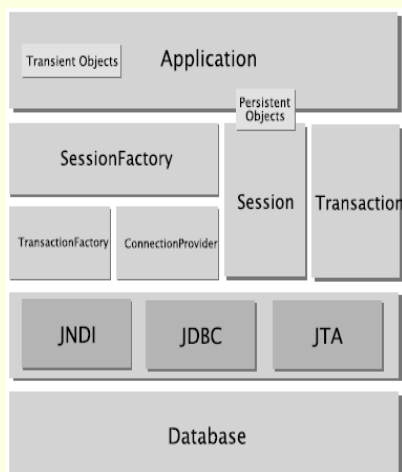 Transient Objects
Application
Persistent
Objects
SessionFactory
Session
Transaction
TransactionFactory
ConnectionProvider
JNDI
JDBC
JTA
Database